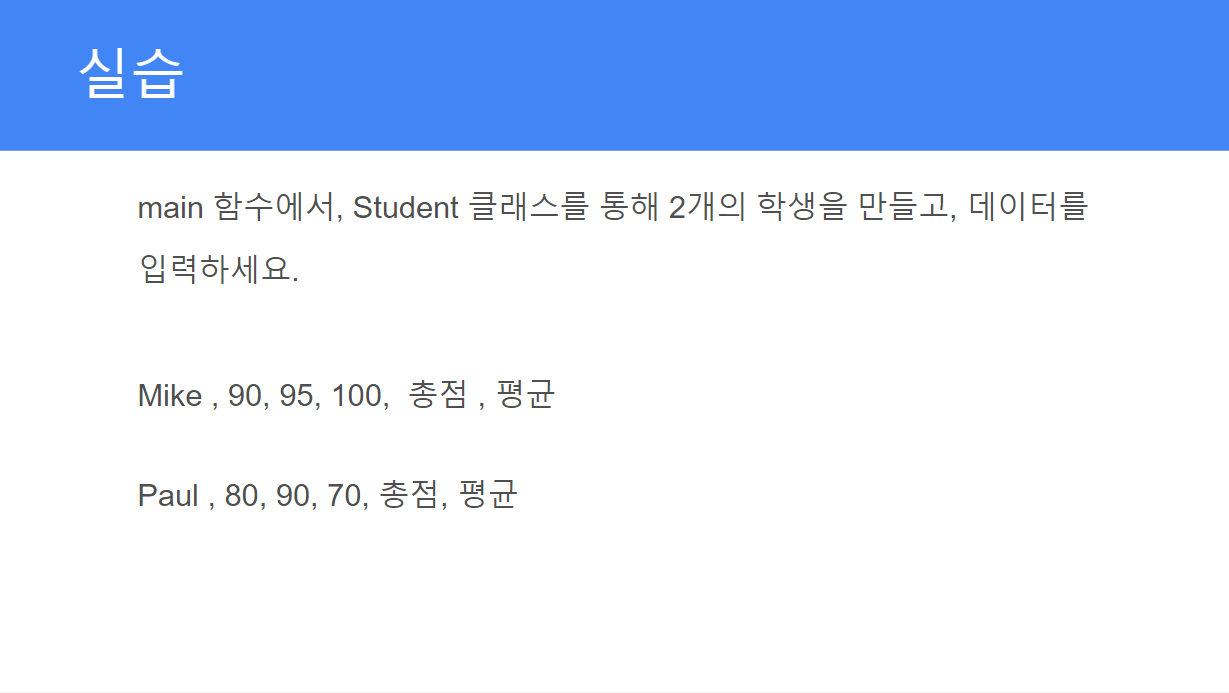 실습
main 함수에서, Student 클래스를 통해 2개의 학생을 만들고, 데이터를
입력하세요.
Mike , 90, 95, 100,  총점 , 평균
Paul , 80, 90, 70, 총점, 평균